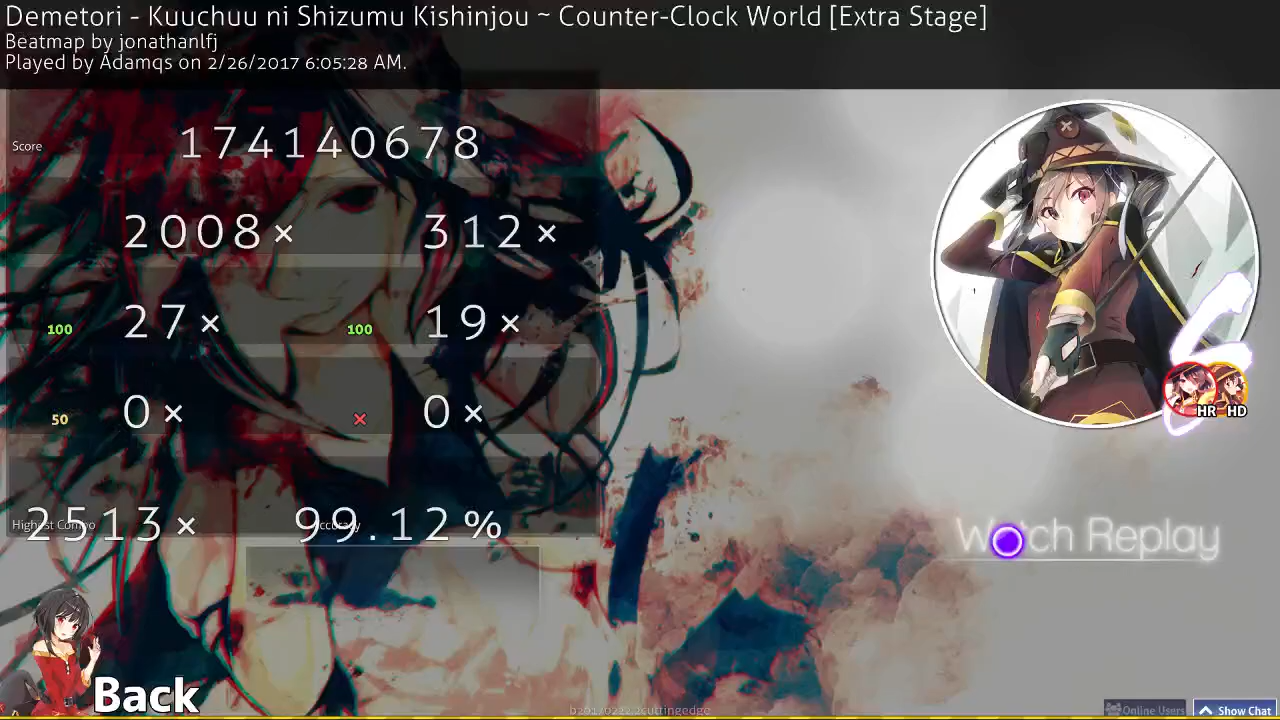 Demetori - Kuuchuu ni Shizumu Kishinjou ~ Counter-Clock World [Extra Stage]
Beatmap by jonathanlfj
Played by Adamqs on 2/26/2017 6:05:28 AM.
Score 174140678
2008× 312×
100 27× 100 19×
50 0× × 0×
Highest Combo 2513× Accuracy 99.12%
HR HD
Watch Replay
Back
Online Users Show Chat